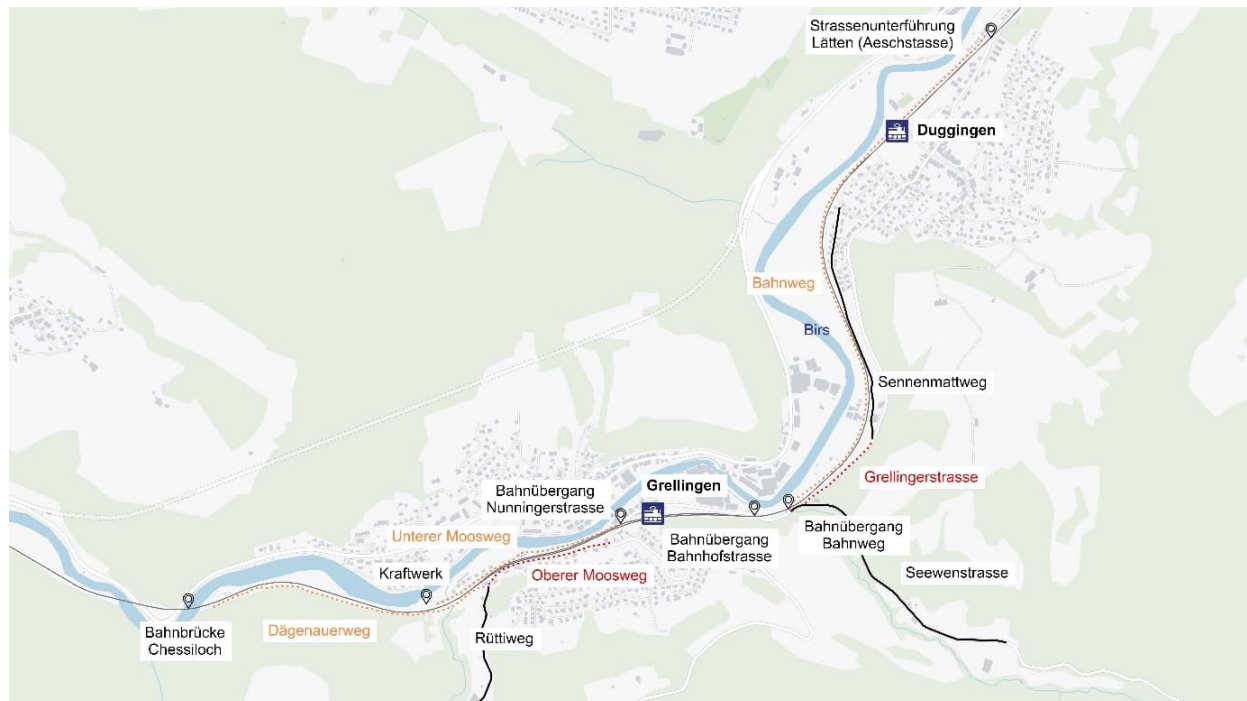 Strassenunterführung
Lätten (Aeschstasse)
Duggingen
Bahnweg
Birs
Sennenmattweg
Grellingerstrasse
Grellingen
Bahnübergang
Nunningerstrasse
Bahnübergang
Bahnhofstrasse
Bahnübergang
Bahnweg
Unterer Moosweg
Kraftwerk
Oberer Moosweg
Seewenstrasse
Bahnbrücke
Chessiloch
Dägenauerweg
Rüttiweg